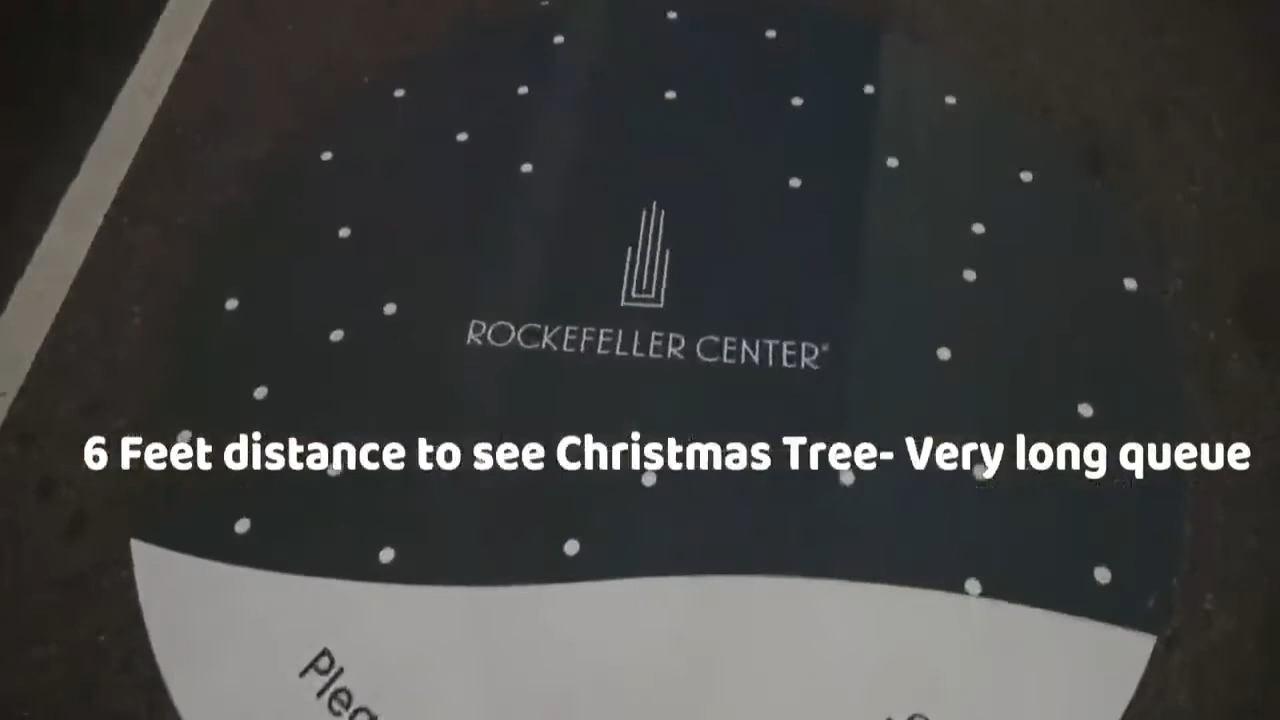 ROCKEFELLER CENTER
6 Feet distance to see Christmas Tree- Very long queue